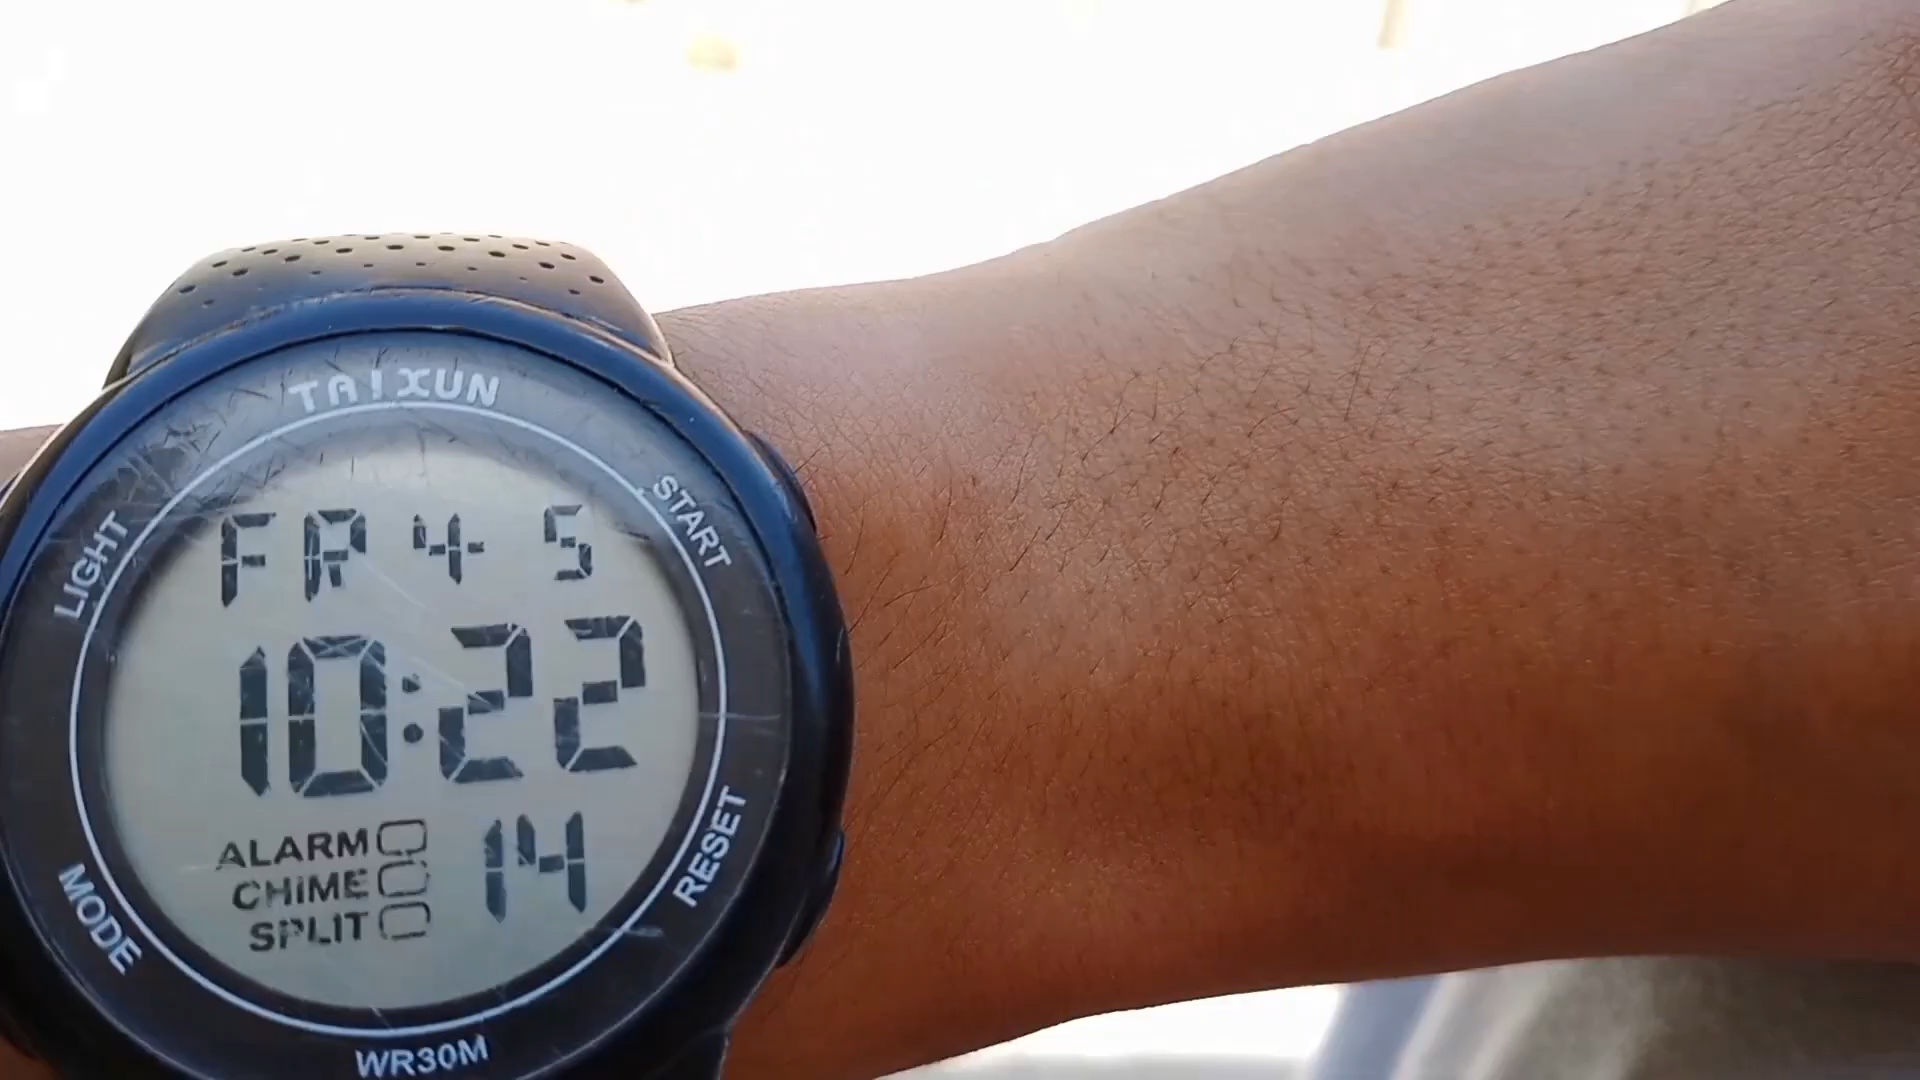 TAIXUN
LIGHT
START
FR 4- 5
10:22
ALARM
CHIME
SPLIT
14
MODE
RESET
WR30M